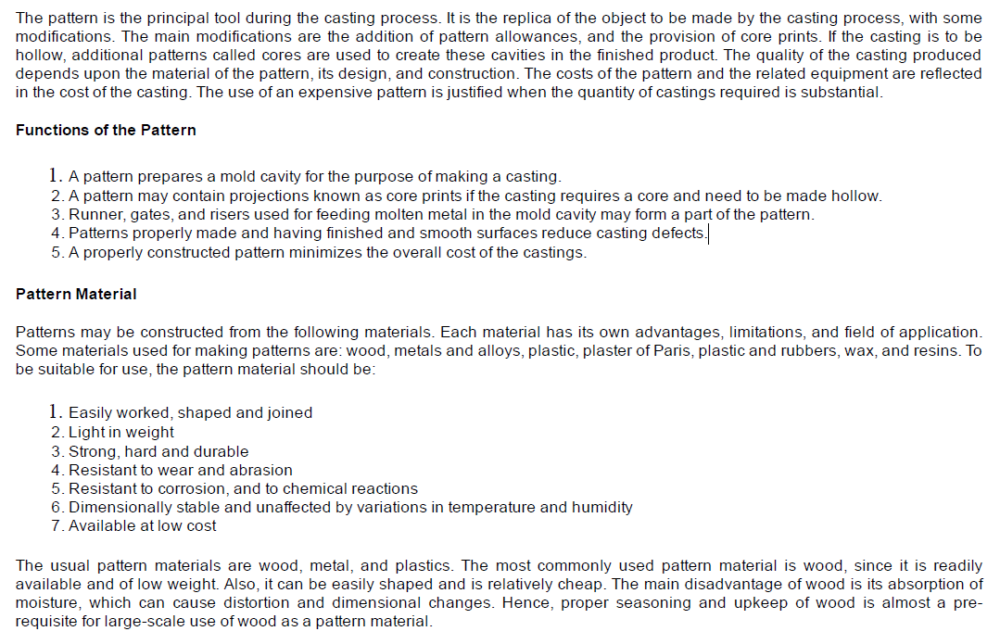 The pattern is the principal tool during the casting process. It is the replica of the object to be made by the casting process, with some
modifications. The main modifications are the addition of pattern allowances, and the provision of core prints. If the casting is to be
hollow, additional patterns called cores are used to create these cavities in the finished product. The quality of the casting produced
depends upon the material of the pattern, its design, and construction. The costs of the pattern and the related equipment are reflected
in the cost of the casting. The use of an expensive pattern is justified when the quantity of castings required is substantial.
Functions of the Pattern
1. A pattern prepares a mold cavity for the purpose of making a casting.
2. A pattern may contain projections known as core prints if the casting requires a core and need to be made hollow.
3. Runner, gates, and risers used for feeding molten metal in the mold cavity may form a part of the pattern.
4. Patterns properly made and having finished and smooth surfaces reduce casting defects.
5. A properly constructed pattern minimizes the overall cost of the castings.
Pattern Material
Patterns may be constructed from the following materials. Each material has its own advantages, limitations, and field of application.
Some materials used for making patterns are: wood, metals and alloys, plastic, plaster of Paris, plastic and rubbers, wax, and resins. To
be suitable for use, the pattern material should be:
1. Easily worked, shaped and joined
2. Light in weight
3. Strong, hard and durable
4. Resistant to wear and abrasion
5. Resistant to corrosion, and to chemical reactions
6. Dimensionally stable and unaffected by variations in temperature and humidity
7. Available at low cost
The usual pattern materials are wood, metal, and plastics. The most commonly used pattern material is wood, since it is readily
available and of low weight. Also, it can be easily shaped and is relatively cheap. The main disadvantage of wood is its absorption of
moisture, which can cause distortion and dimensional changes. Hence, proper seasoning and upkeep of wood is almost a pre-
requisite for large-scale use of wood as a pattern material.